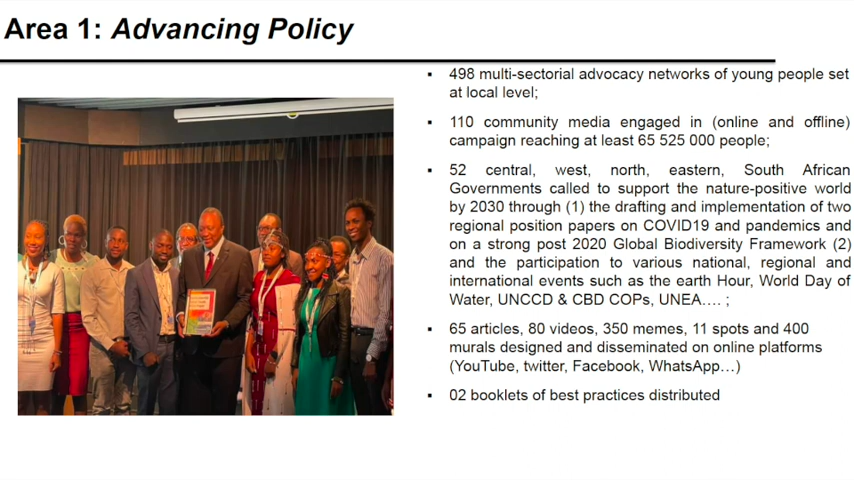 Area 1: Advancing Policy
▪ 498 multi-sectorial advocacy networks of young people set
at local level;
▪ 110 community media engaged in (online and offline)
campaign reaching at least 65 525 000 people;
▪ 52 central, west, north, eastern, South African
Governments called to support the nature-positive world
by 2030 through (1) the drafting and implementation of two
regional position papers on COVID19 and pandemics and
on a strong post 2020 Global Biodiversity Framework (2)
and the participation to various national, regional and
international events such as the earth Hour, World Day of
Water, UNCCD & CBD COPs, UNEA.... ;
▪ 65 articles, 80 videos, 350 memes, 11 spots and 400
murals designed and disseminated on online platforms
(YouTube, twitter, Facebook, WhatsApp…)
▪ 02 booklets of best practices distributed